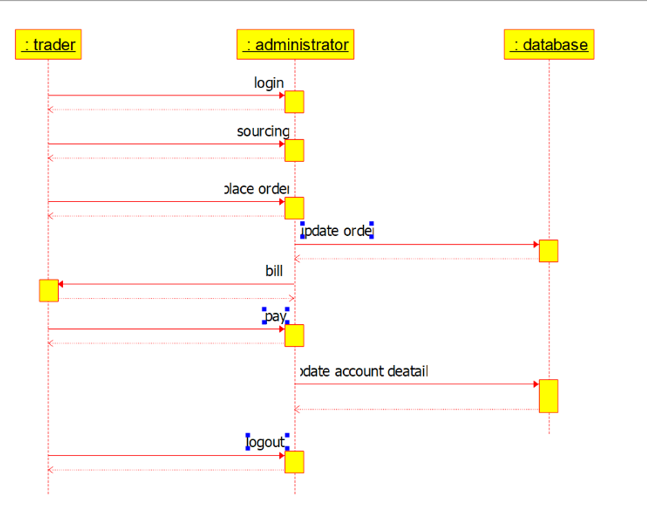 : trader
: administrator
: database
login
sourcing
place order
update order
bill
pay
update account deatail
logout